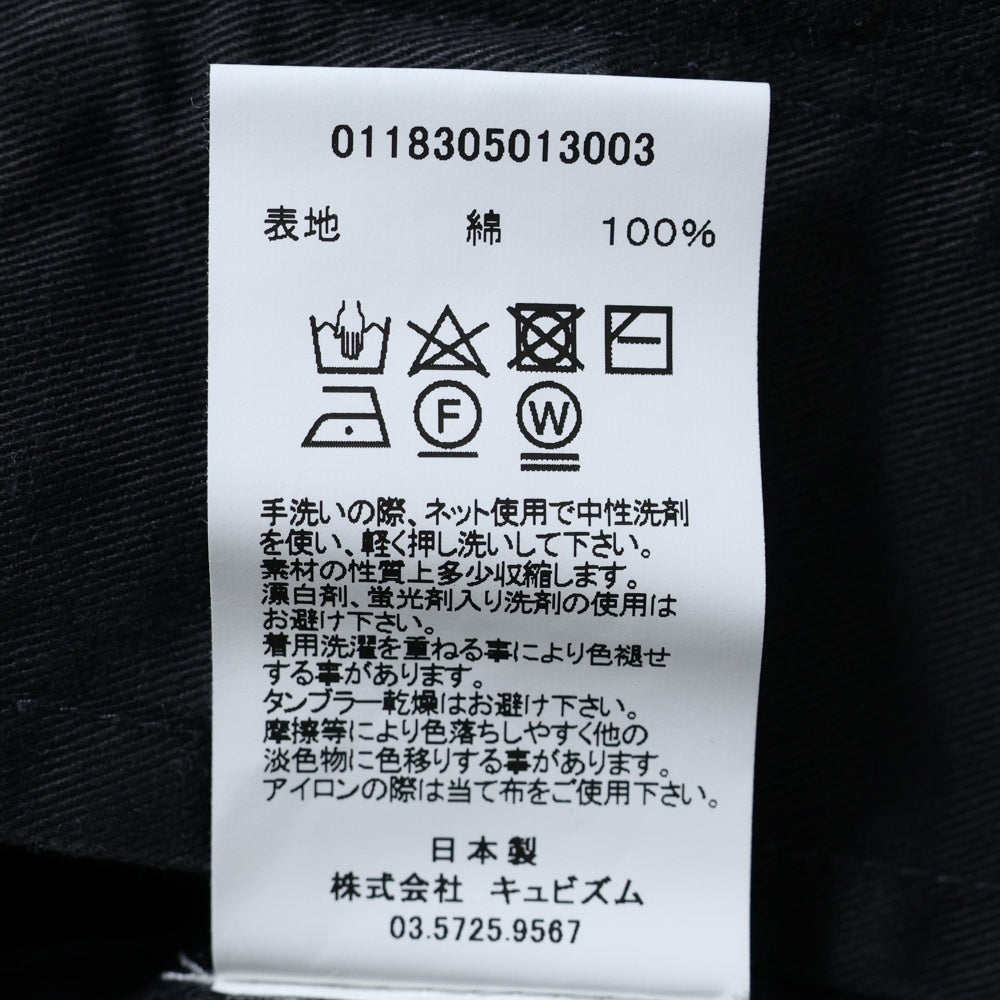 0118305013003
表地 綿 100%
F W
手洗いの際、ネット使用で中性洗剤
を使い、軽く押し洗いして下さい。
素材の性質上多少収縮します。
漂白剤、蛍光剤入り洗剤の使用は
お避け下さい。
着用洗濯を重ねる事により色褪せ
する事があります。
タンブラー乾燥はお避け下さい。
摩擦等により色落ちしやすく他の
淡色物に色移りする事があります。
アイロンの際は当て布をご使用下さい。
日本製
株式会社 キュビズム
03.5725.9567